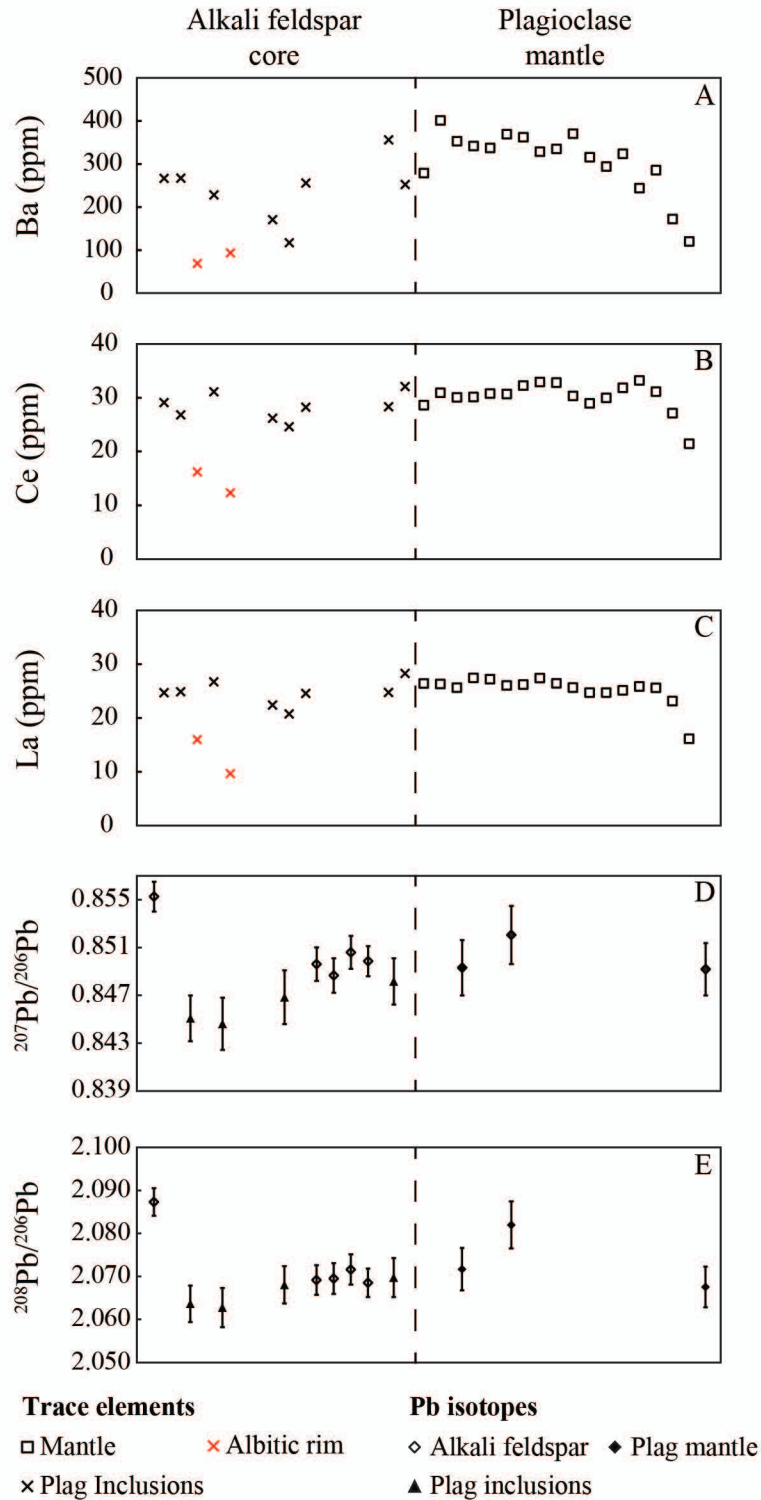 Alkali feldspar Plagioclase
core mantle
A
500
400
300
200
100
0
Ba (ppm)
B
40
30
20
10
0
Ce (ppm)
C
40
30
20
10
0
La (ppm)
D
0.855
0.851
0.847
0.843
0.839
207Pb/206Pb
E
2.100
2.090
2.080
2.070
2.060
2.050
208Pb/206Pb
Trace elements Pb isotopes
Mantle Albitic rim Alkali feldspar Plag mantle
Plag Inclusions Plag inclusions